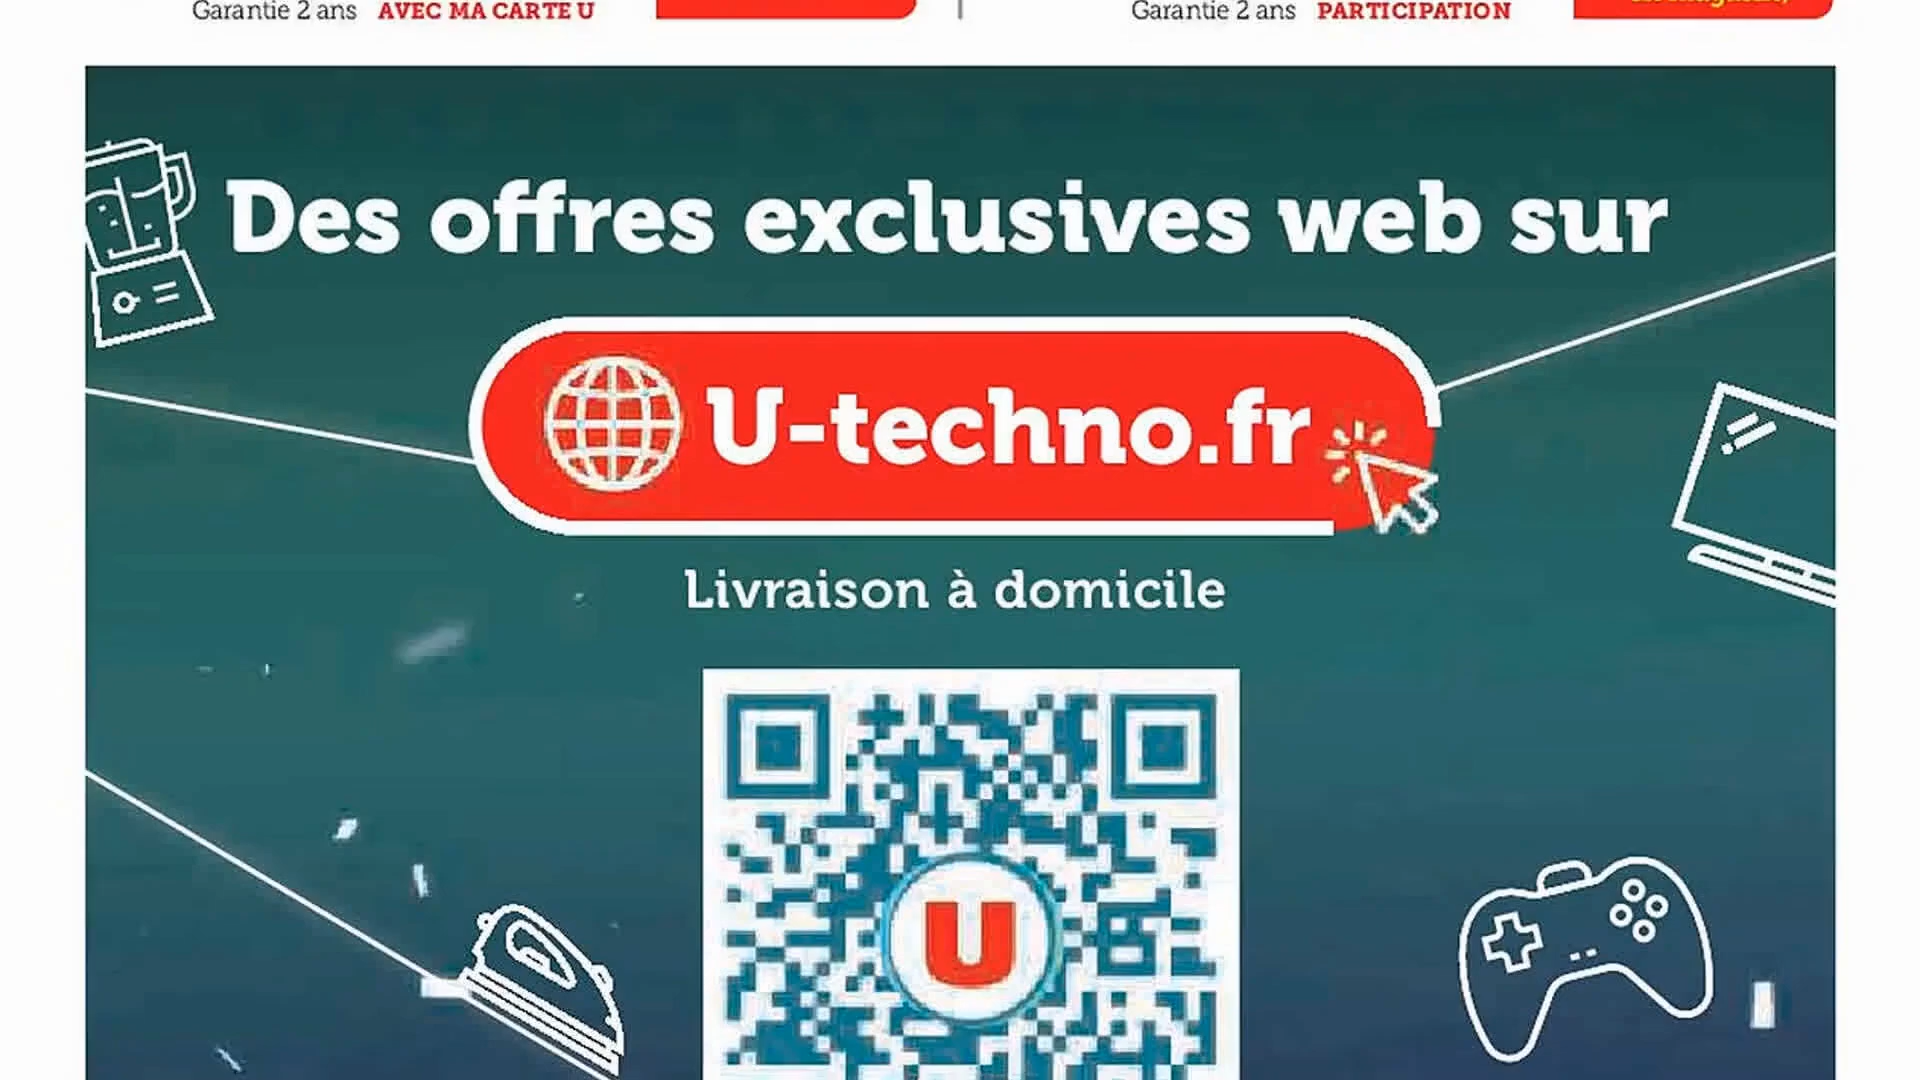 Garantie 2 ans AVEC MA CARTE U
Garantie 2 ans PARTICIPATION
Des offres exclusives web sur
U-techno.fr
Livraison à domicile
U